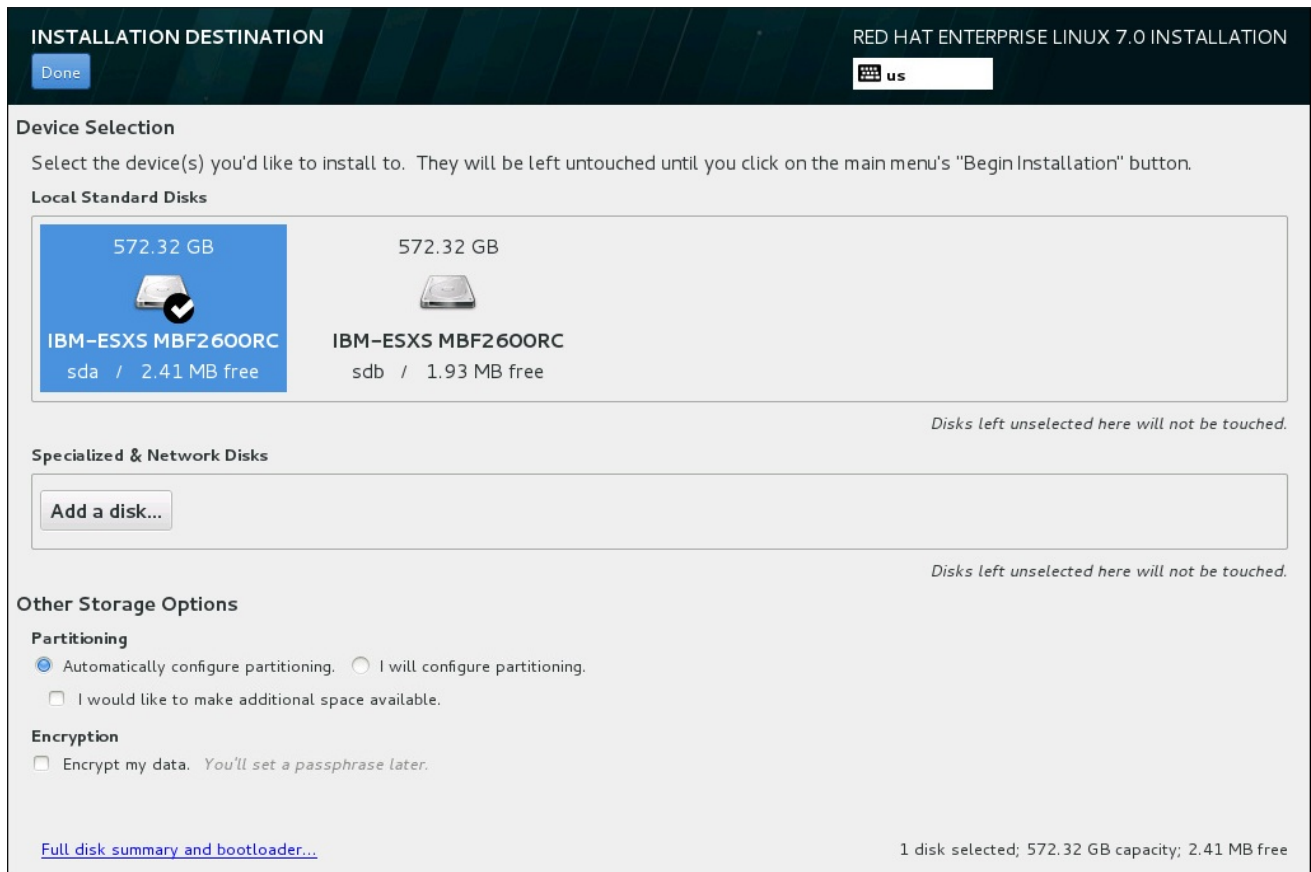 INSTALLATION DESTINATION
RED HAT ENTERPRISE LINUX 7.0 INSTALLATION
Done
us
Device Selection
Select the device(s) you'd like to install to. They will be left untouched until you click on the main menu's "Begin Installation" button.
Local Standard Disks
572.32 GB
IBM-ESXS MBF2600RC
sda / 2.41 MB free
572.32 GB
IBM-ESXS MBF2600RC
sdb / 1.93 MB free
Disks left unselected here will not be touched.
Specialized & Network Disks
Add a disk...
Disks left unselected here will not be touched.
Other Storage Options
Partitioning
Automatically configure partitioning. I will configure partitioning.
I would like to make additional space available.
Encryption
Encrypt my data. You'll set a passphrase later.
Full disk summary and bootloader...
1 disk selected; 572.32 GB capacity; 2.41 MB free